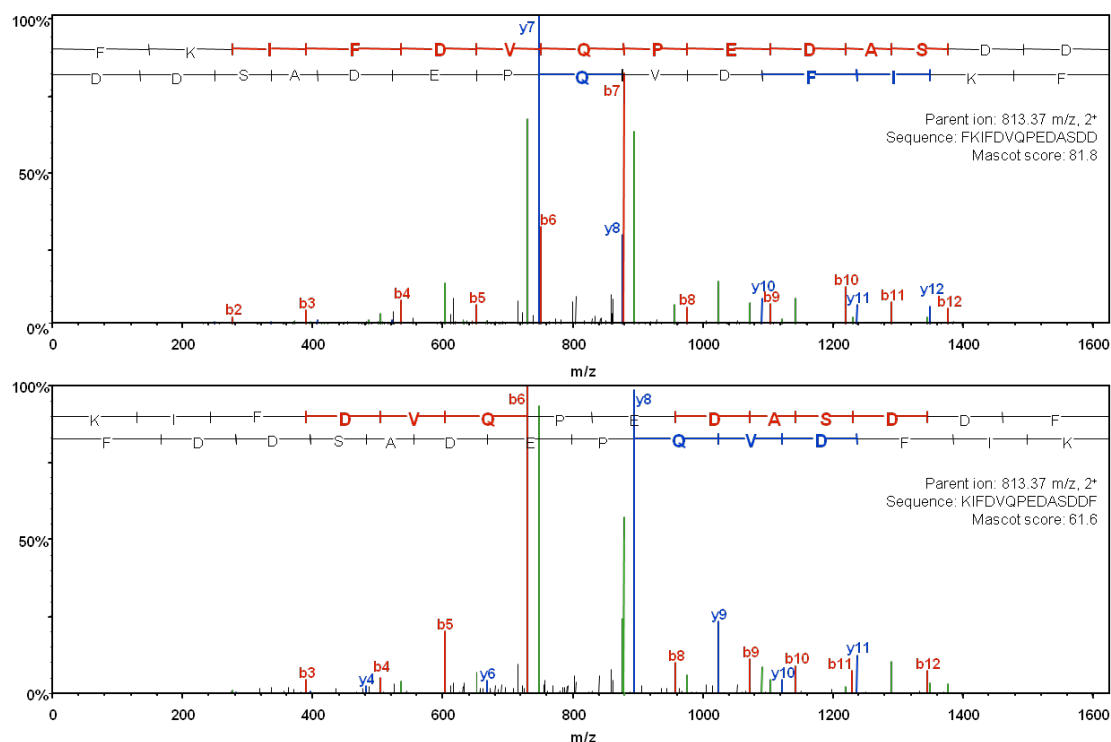 y7
100%
F K I F D V Q P E D A S D D
D D S A D E P Q V D F I K F
b7
Parent ion: 813.37 m/z, 2+
Sequence: FKIFDVQPEDASDD
Mascot score: 81.8
50%
b6
y8
b2 b3 b4 b5 b8 y10 b9 b10 y11 b11 y12 b12
0%
0 200 400 600 800 1000 1200 1400 1600
m/z
100%
b6 y8
K I F D V Q P E D A S D D F
F D D S A D E P Q V D F I K
Parent ion: 813.37 m/z, 2+
Sequence: KIFDVQPEDASDDF
Mascot score: 61.6
50%
b3 y4 b4 b5 y6 b8 y9 b9 y10 b10 b11 y11 b12
0%
0 200 400 600 800 1000 1200 1400 1600
m/z